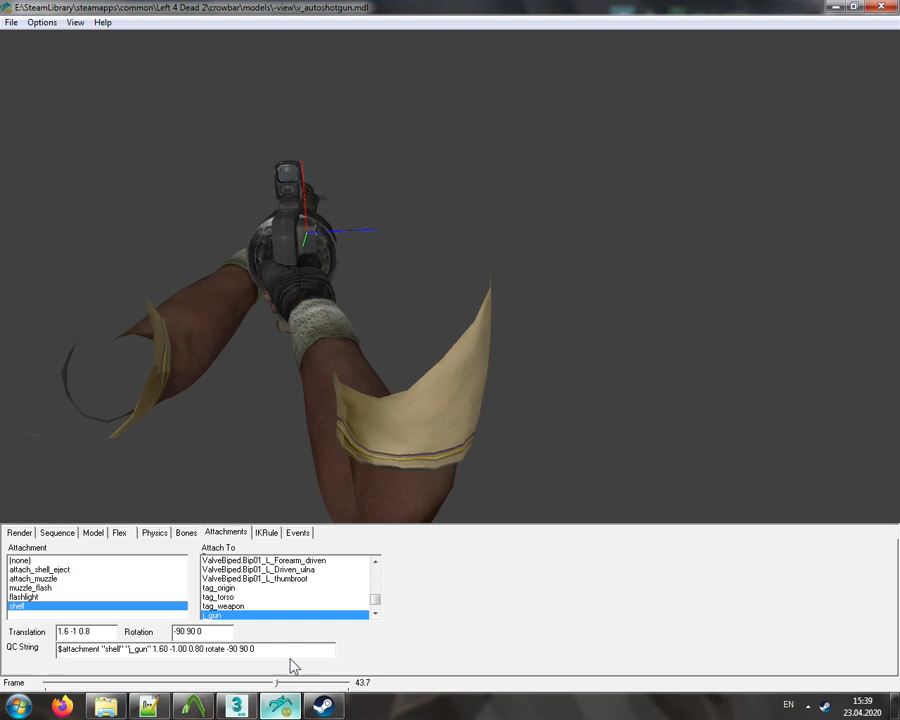 E:\SteamLibrary\steamapps\common\Left 4 Dead 2\crowbar\models\-view\v_autoshotgun.mdl
File Options View Help
Render Sequence Model Flex Physics Bones Attachments IKRule Events
Attachment
(none)
attach_shell_eject
attach_muzzle
muzzle_flash
flashlight
shell
Attach To
ValveBiped.Bip01_L_Forearm_driven
ValveBiped.Bip01_L_Driven_ulna
ValveBiped.Bip01_L_thumbroot
tag_origin
tag_torso
tag_weapon
j_gun
Translation 1.6 -1 0.8 Rotation -90 90 0
QC String $attachment "shell" "j_gun" 1.60 -1.00 0.80 rotate -90 90 0
Frame 43.7
EN 15:39
23.04.2020